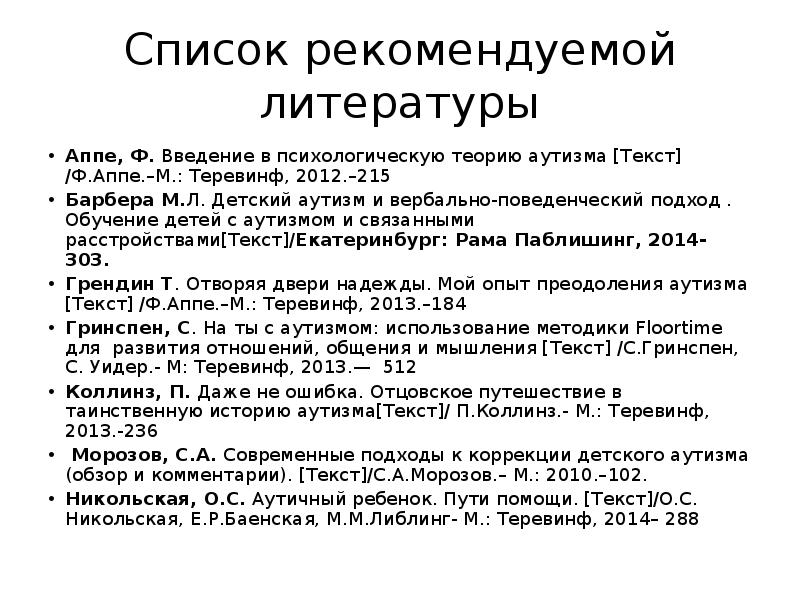 Список рекомендуемой
литературы
• Аппе, Ф. Введение в психологическую теорию аутизма [Текст]
/Ф.Аппе.–М.: Теревинф, 2012.–215
• Барбера М.Л. Детский аутизм и вербально-поведенческий подход .
Обучение детей с аутизмом и связанными
расстройствами[Текст]/Екатеринбург: Рама Паблишинг, 2014-
303.
• Грендин Т. Отворяя двери надежды. Мой опыт преодоления аутизма
[Текст] /Ф.Аппе.–М.: Теревинф, 2013.–184
• Гринспен, С. На ты с аутизмом: использование методики Floortime
для  развития отношений, общения и мышления [Текст] /С.Гринспен,
С. Уидер.- М: Теревинф, 2013.—  512
• Коллинз, П. Даже не ошибка. Отцовское путешествие в
таинственную историю аутизма[Текст]/ П.Коллинз.- М.: Теревинф,
2013.-236
•  Морозов, С.А. Современные подходы к коррекции детского аутизма
(обзор и комментарии). [Текст]/С.А.Морозов.– М.: 2010.–102.
• Никольская, О.С. Аутичный ребенок. Пути помощи. [Текст]/О.С.
Никольская, Е.Р.Баенская, М.М.Либлинг- М.: Теревинф, 2014– 288